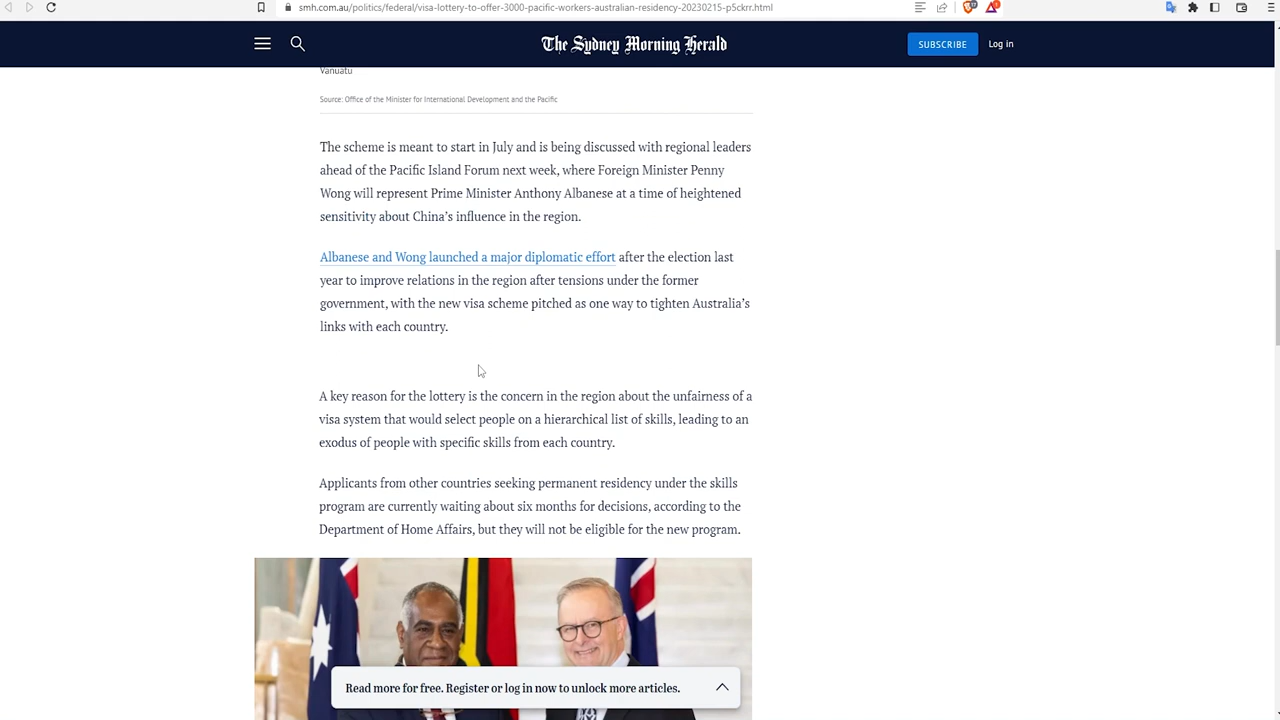 smh.com.au/politics/federal/visa-lottery-to-offer-3000-pacific-workers-australian-residency-20230215-p5ckrr.html
The Sydney Morning Herald
SUBSCRIBE
Log in
Vanuatu
Source: Office of the Minister for International Development and the Pacific
The scheme is meant to start in July and is being discussed with regional leaders
ahead of the Pacific Island Forum next week, where Foreign Minister Penny
Wong will represent Prime Minister Anthony Albanese at a time of heightened
sensitivity about China’s influence in the region.
Albanese and Wong launched a major diplomatic effort after the election last
year to improve relations in the region after tensions under the former
government, with the new visa scheme pitched as one way to tighten Australia’s
links with each country.
A key reason for the lottery is the concern in the region about the unfairness of a
visa system that would select people on a hierarchical list of skills, leading to an
exodus of people with specific skills from each country.
Applicants from other countries seeking permanent residency under the skills
program are currently waiting about six months for decisions, according to the
Department of Home Affairs, but they will not be eligible for the new program.
Read more for free. Register or log in now to unlock more articles.